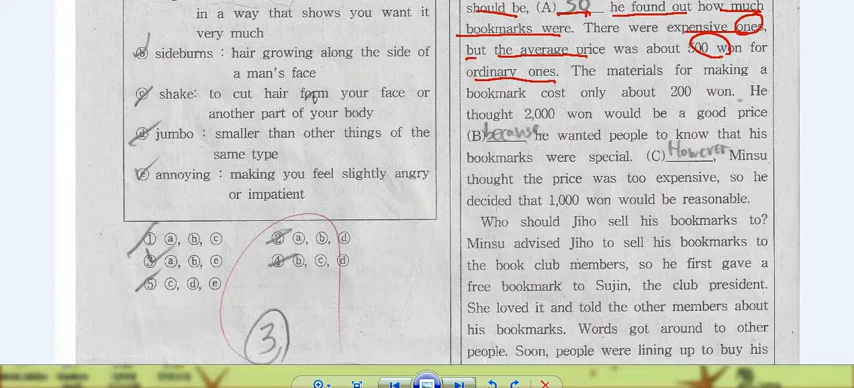 in a way that shows you want it
very much
ⓑ sideburns : hair growing along the side of
a man's face
ⓒ shake: to cut hair form your face or
another part of your body
ⓓ jumbo : smaller than other things of the
same type
ⓔ annoying : making you feel slightly angry
or impatient
① ⓐ, ⓑ, ⓒ
② ⓐ, ⓑ, ⓓ
③ ⓐ, ⓑ, ⓔ
④ ⓑ, ⓒ, ⓓ
⑤ ⓒ, ⓓ, ⓔ
3,
should be, (A) so he found out how much
bookmarks were. There were expensive ones,
but the average price was about 500 won for
ordinary ones. The materials for making a
bookmark cost only about 200 won. He
thought 2,000 won would be a good price
(B) because he wanted people to know that his
bookmarks were special. (C) However, Minsu
thought the price was too expensive, so he
decided that 1,000 won would be reasonable.
Who should Jiho sell his bookmarks to?
Minsu advised Jiho to sell his bookmarks to
the book club members, so he first gave a
free bookmark to Sujin, the club president.
She loved it and told the other members about
his bookmarks. Words got around to other
people. Soon, people were lining up to buy his